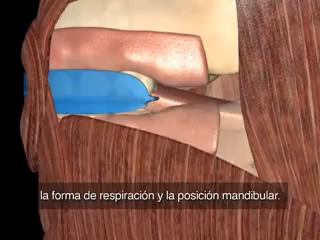 la forma de respiración y la posición mandibular.